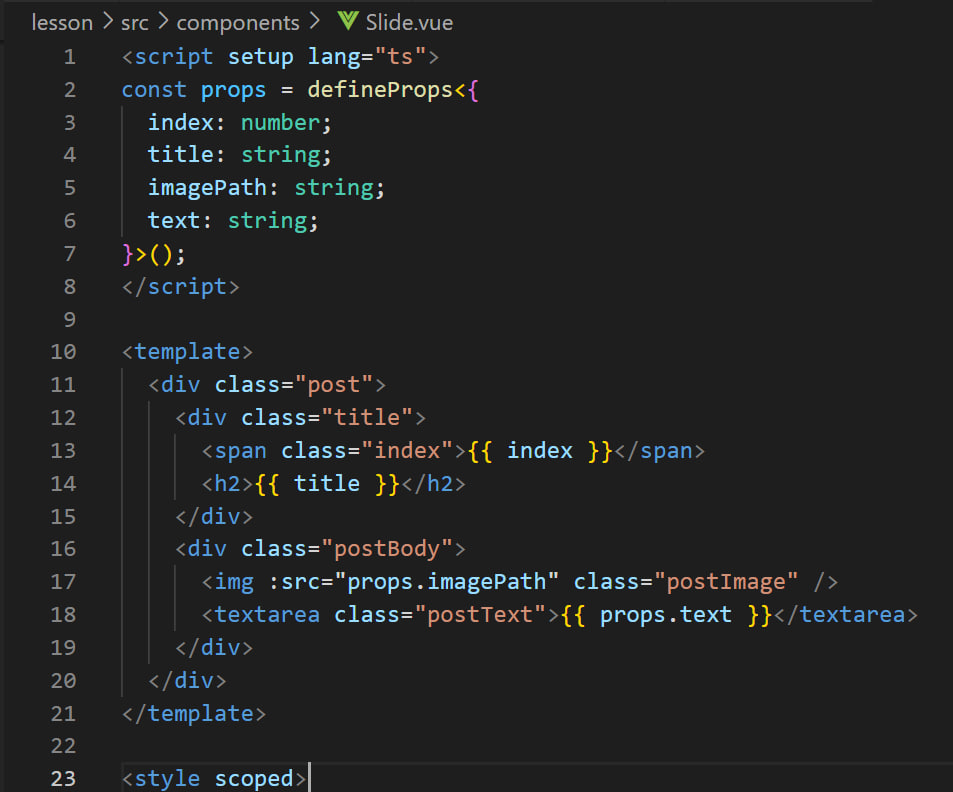 lesson > src > components > Slide.vue
1 <script setup lang="ts">
2 const props = defineProps<{
3   index: number;
4   title: string;
5   imagePath: string;
6   text: string;
7 }>();
8 </script>
9
10 <template>
11   <div class="post">
12     <div class="title">
13       <span class="index">{{ index }}</span>
14       <h2>{{ title }}</h2>
15     </div>
16     <div class="postBody">
17       <img :src="props.imagePath" class="postImage" />
18       <textarea class="postText">{{ props.text }}</textarea>
19     </div>
20   </div>
21 </template>
22
23 <style scoped>